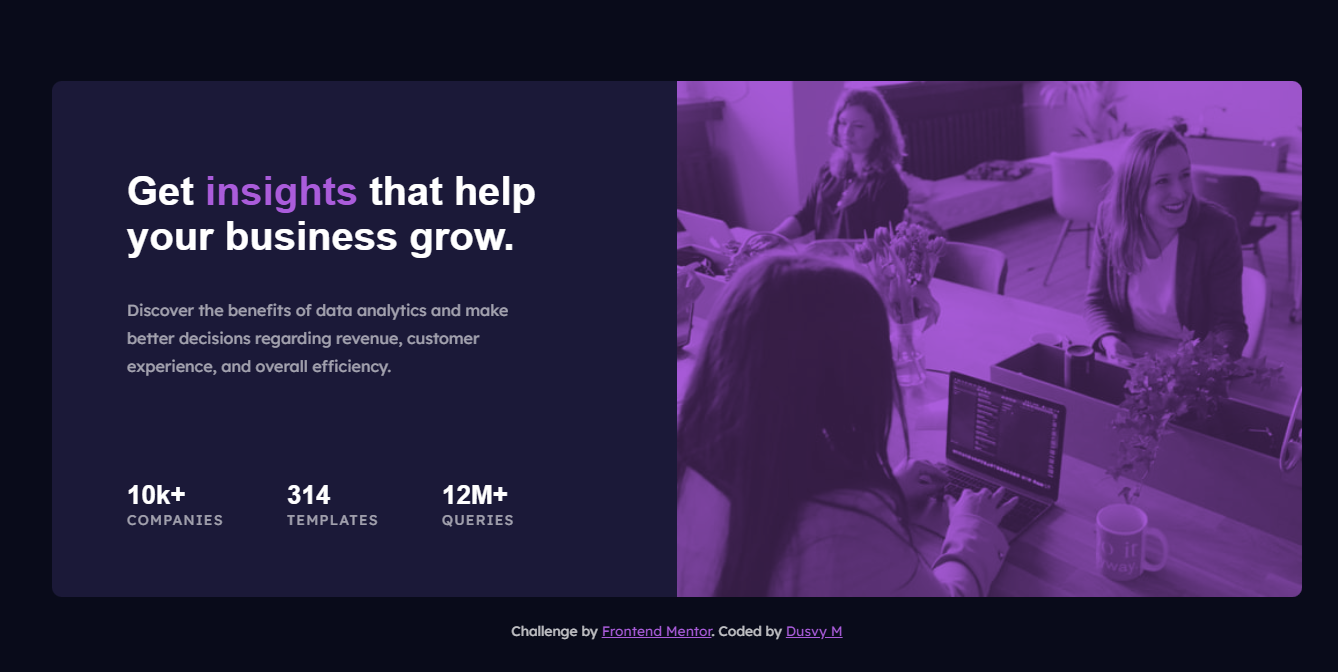 Get insights that help
your business grow.
Discover the benefits of data analytics and make
better decisions regarding revenue, customer
experience, and overall efficiency.
10k+ 314 12M+
COMPANIES TEMPLATES QUERIES
Challenge by Frontend Mentor. Coded by Dusvy M